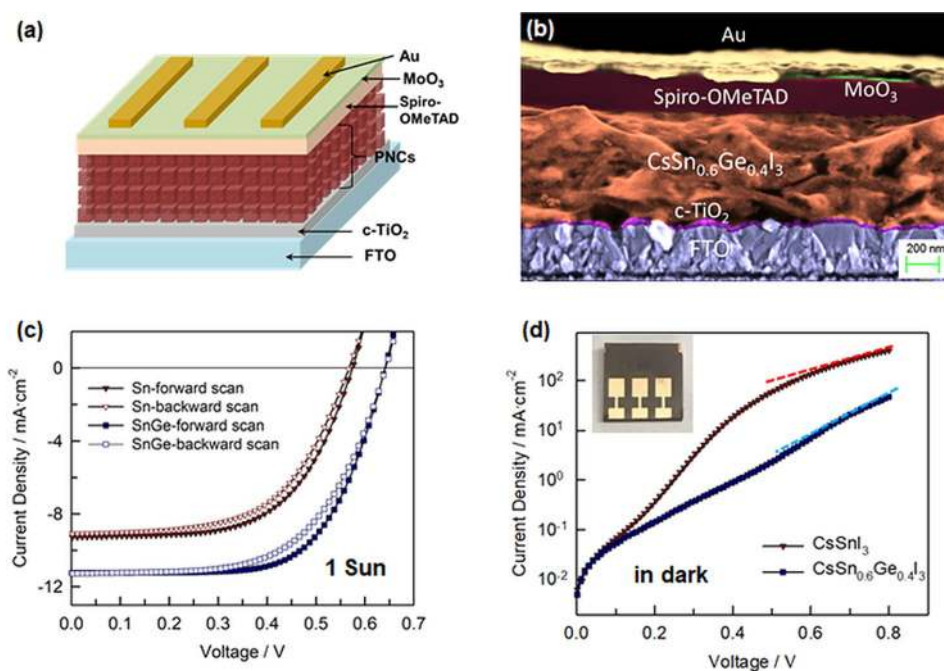 (a)
Au
MoO₃
Spiro-
OMeTAD
PNCs
c-TiO₂
FTO
(b)
Au
Spiro-OMeTAD
MoO₃
CsSn₀.₆Ge₀.₄I₃
c-TiO₂
FTO
200 nm
(c)
Current Density / mA·cm⁻²
0
-4
-8
-12
Sn-forward scan
Sn-backward scan
SnGe-forward scan
SnGe-backward scan
1 Sun
0.0 0.1 0.2 0.3 0.4 0.5 0.6 0.7
Voltage / V
(d)
Current Density / mA·cm⁻²
10²
10¹
10⁰
10⁻¹
10⁻²
in dark
CsSnI₃
CsSn₀.₆Ge₀.₄I₃
0.0 0.2 0.4 0.6 0.8 1.0
Voltage / V